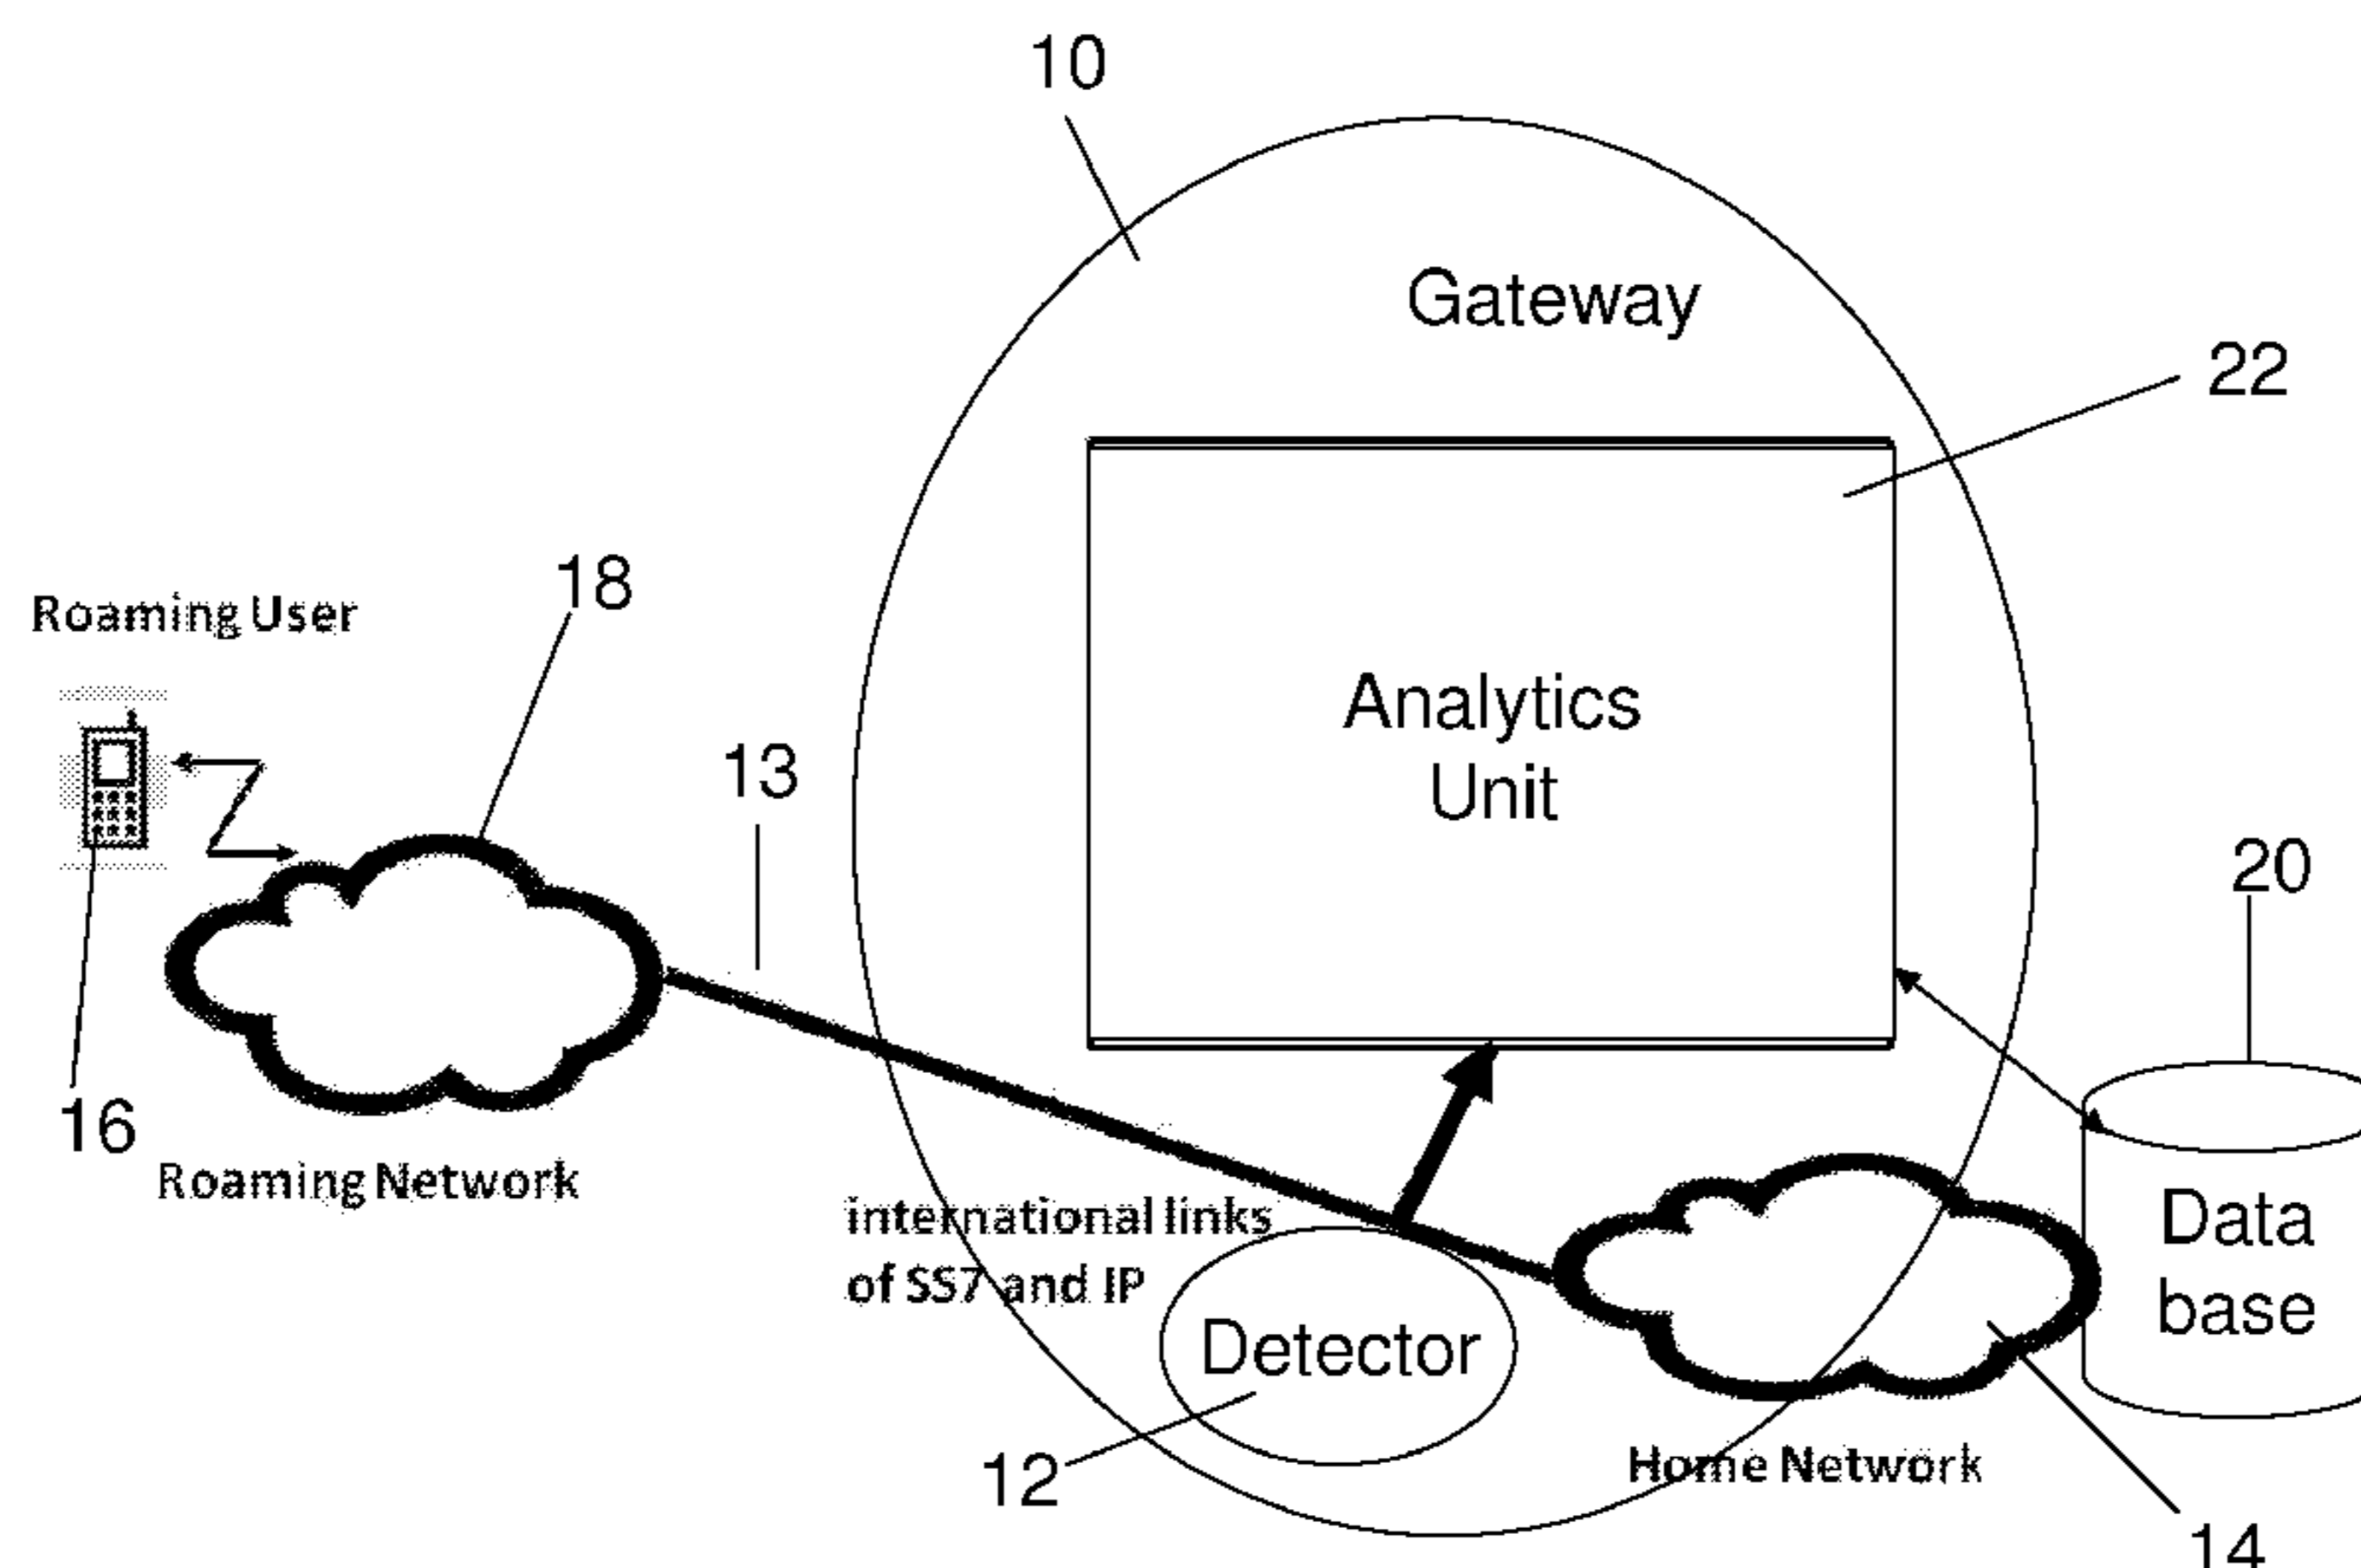 10
Gateway
22
18
Roaming User
Analytics
Unit
13
20
16
Roaming Network
international links
of SS7 and IP
Data
base
Detector
12
Home Network
14